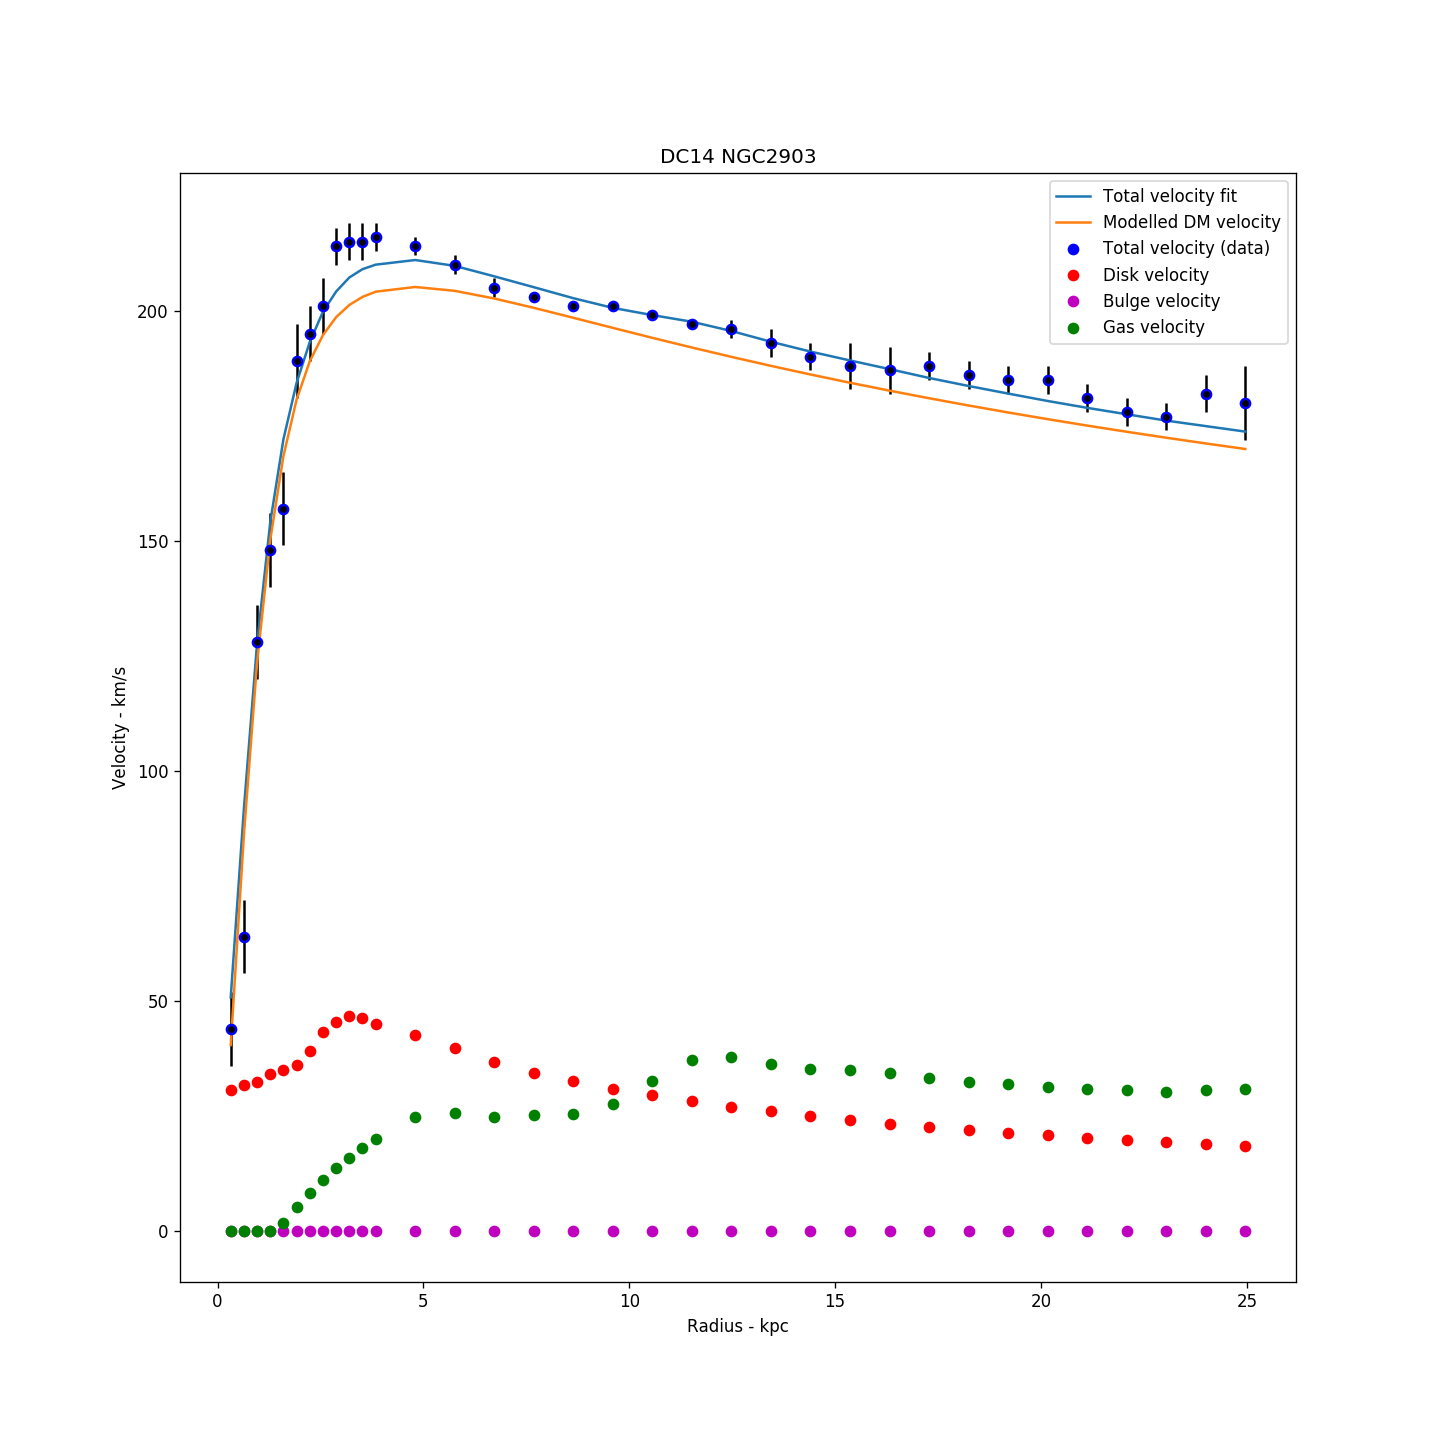 DC14 NGC2903
Total velocity fit
Modelled DM velocity
Total velocity (data)
Disk velocity
Bulge velocity
Gas velocity
200
150
100
50
0
Velocity - km/s
0 5 10 15 20 25
Radius - kpc